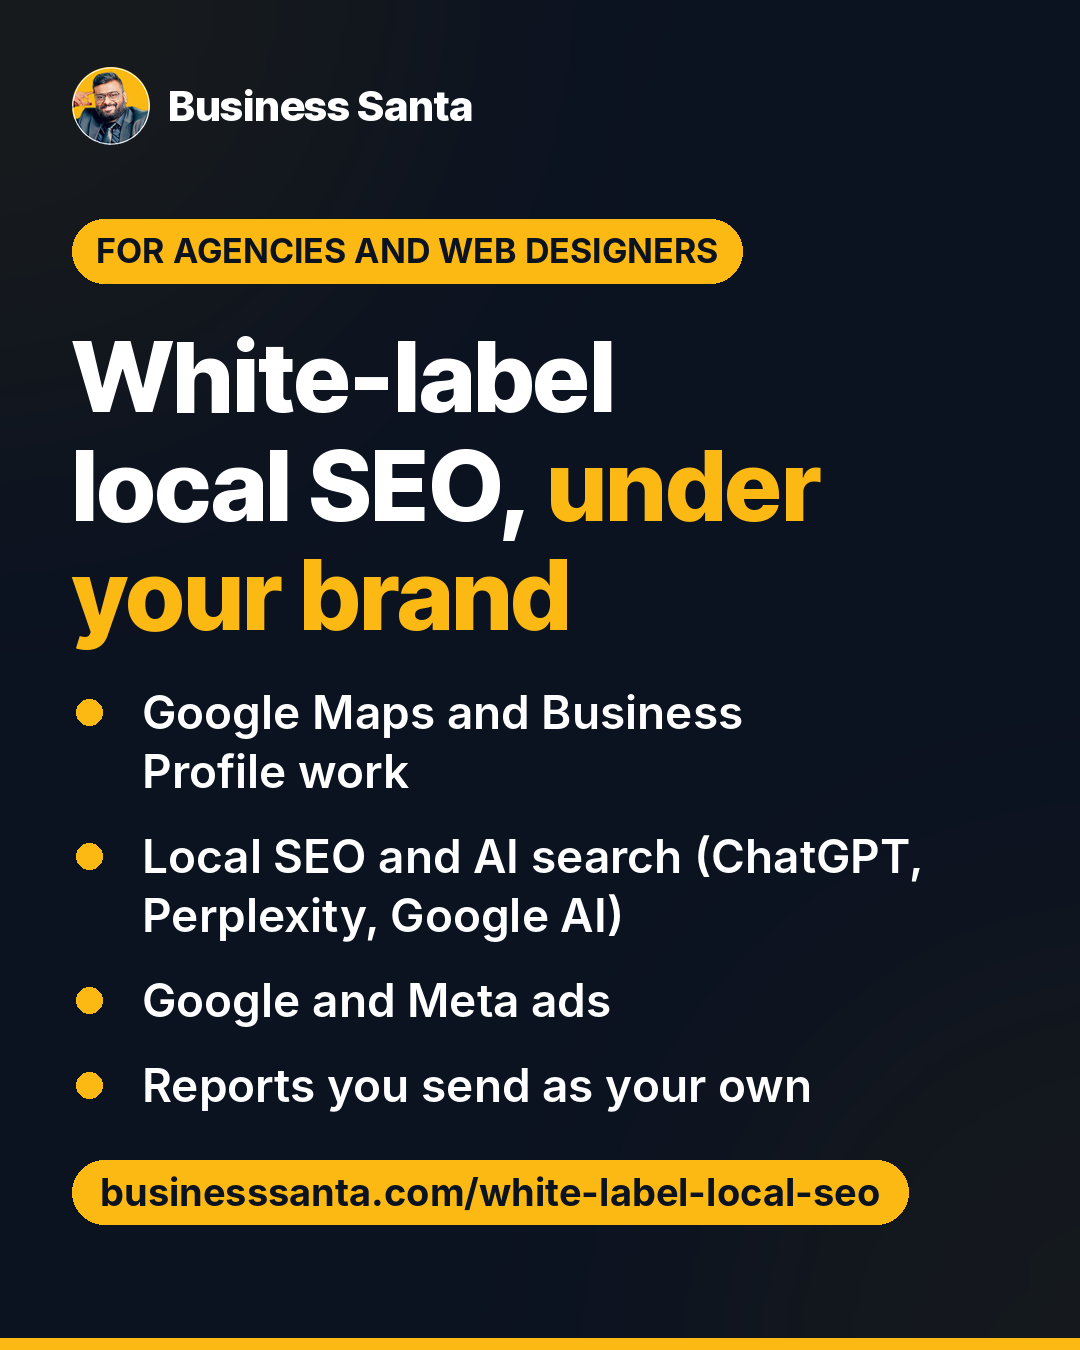 Business Santa
FOR AGENCIES AND WEB DESIGNERS
White-label
local SEO, under
your brand
Google Maps and Business
Profile work
Local SEO and AI search (ChatGPT,
Perplexity, Google AI)
Google and Meta ads
Reports you send as your own
businesssanta.com/white-label-local-seo